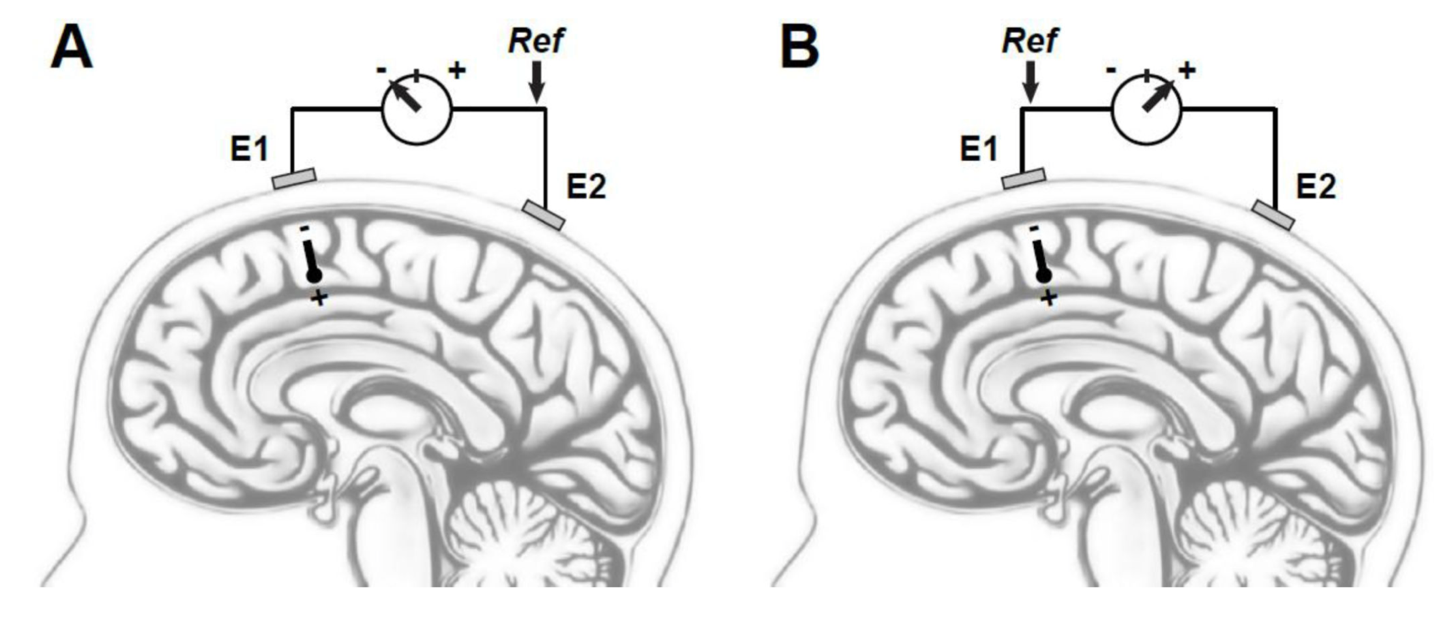 A
Ref
- +
E1
E2
-
+
B
Ref
- +
E1
E2
-
+